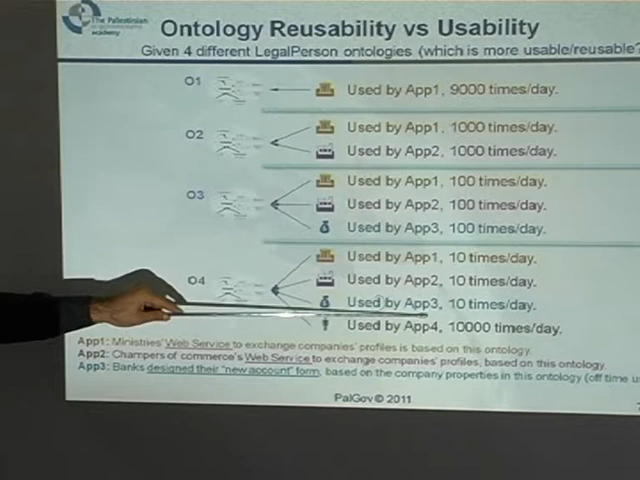 The Palestinian
academy
Ontology Reusability vs Usability
Given 4 different LegalPerson ontologies (which is more usable/reusable?
O1
Used by App1, 9000 times/day.
O2
Used by App1, 1000 times/day.
Used by App2, 1000 times/day.
O3
Used by App1, 100 times/day.
Used by App2, 100 times/day.
Used by App3, 100 times/day.
O4
Used by App1, 10 times/day.
Used by App2, 10 times/day.
Used by App3, 10 times/day.
Used by App4, 10000 times/day.
App1: Ministries' Web Service to exchange companies' profiles is based on this ontology.
App2: Champers of commerce's Web Service to exchange companies' profiles, based on this ontology.
App3: Banks designed their "new account" form, based on the company properties in this ontology (off time
PalGov © 2011